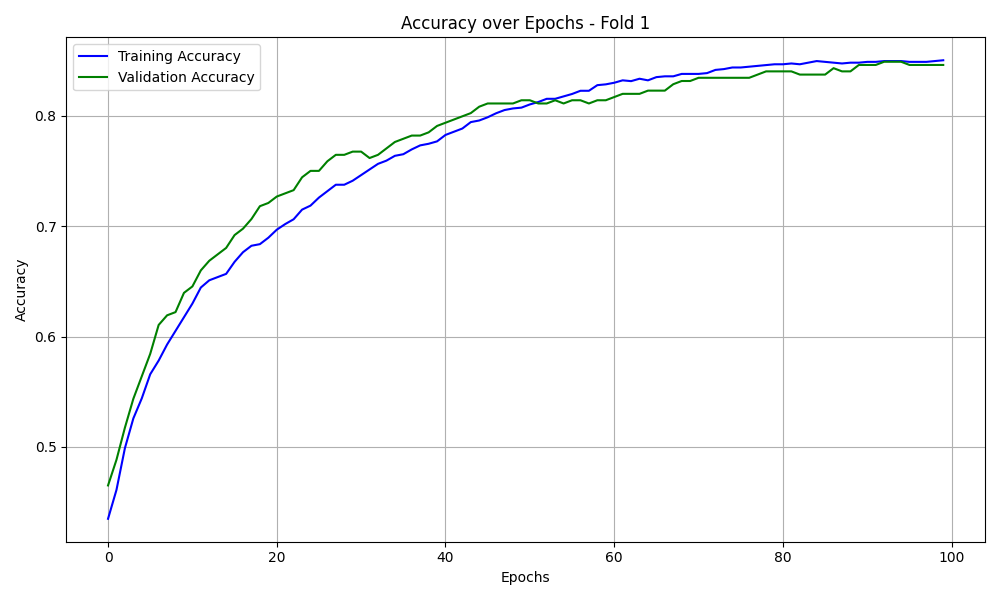 Accuracy over Epochs - Fold 1
Training Accuracy
Validation Accuracy
Accuracy
0.8
0.7
0.6
0.5
0 20 40 60 80 100
Epochs